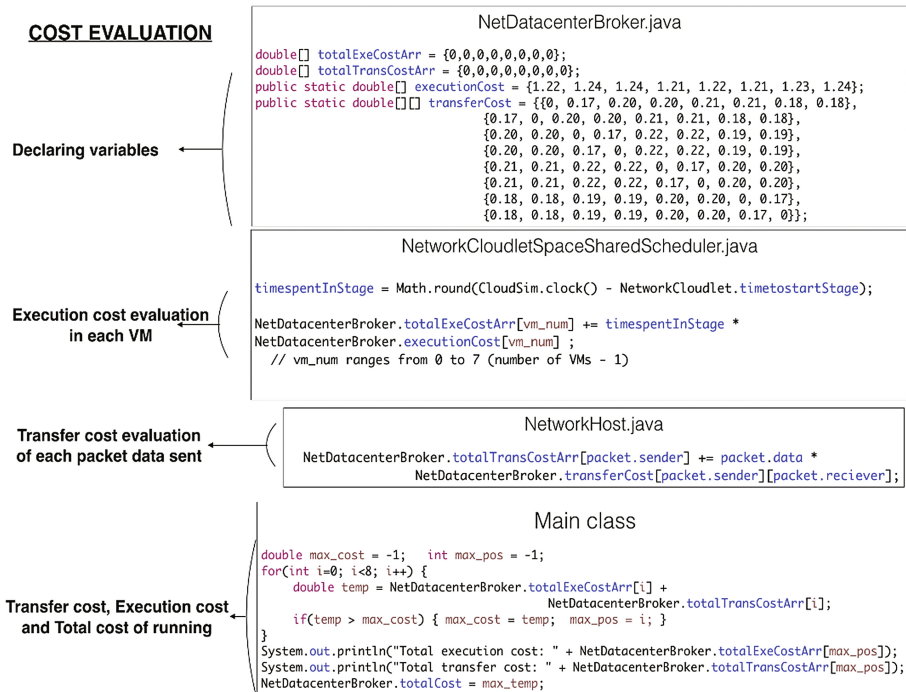 COST EVALUATION
NetDatacenterBroker.java
double[] totalExeCostArr = {0,0,0,0,0,0,0,0};
double[] totalTransCostArr = {0,0,0,0,0,0,0,0};
public static double[] executionCost = {1.22, 1.24, 1.24, 1.21, 1.22, 1.21, 1.23, 1.24};
public static double[][] transferCost = {{0, 0.17, 0.20, 0.20, 0.21, 0.21, 0.18, 0.18},
{0.17, 0, 0.20, 0.20, 0.21, 0.21, 0.18, 0.18},
{0.20, 0.20, 0, 0.17, 0.22, 0.22, 0.19, 0.19},
{0.20, 0.20, 0.17, 0, 0.22, 0.22, 0.19, 0.19},
{0.21, 0.21, 0.22, 0.22, 0, 0.17, 0.20, 0.20},
{0.21, 0.21, 0.22, 0.22, 0.17, 0, 0.20, 0.20},
{0.18, 0.18, 0.19, 0.19, 0.20, 0.20, 0, 0.17},
{0.18, 0.18, 0.19, 0.19, 0.20, 0.20, 0.17, 0}};
Declaring variables
NetworkCloudletSpaceSharedScheduler.java
timespentInStage = Math.round(CloudSim.clock() - NetworkCloudlet.timetostartStage);
NetDatacenterBroker.totalExeCostArr[vm_num] += timespentInStage *
NetDatacenterBroker.executionCost[vm_num] ;
// vm_num ranges from 0 to 7 (number of VMs - 1)
Execution cost evaluation
in each VM
NetworkHost.java
NetDatacenterBroker.totalTransCostArr[packet.sender] += packet.data *
NetDatacenterBroker.transferCost[packet.sender][packet.reciever];
Transfer cost evaluation
of each packet data sent
Main class
double max_cost = -1; int max_pos = -1;
for(int i=0; i<8; i++) {
double temp = NetDatacenterBroker.totalExeCostArr[i] +
NetDatacenterBroker.totalTransCostArr[i];
if(temp > max_cost) { max_cost = temp; max_pos = i; }
}
System.out.println("Total execution cost: " + NetDatacenterBroker.totalExeCostArr[max_pos]);
System.out.println("Total transfer cost: " + NetDatacenterBroker.totalTransCostArr[max_pos]);
NetDatacenterBroker.totalCost = max_temp;
Transfer cost, Execution cost
and Total cost of running